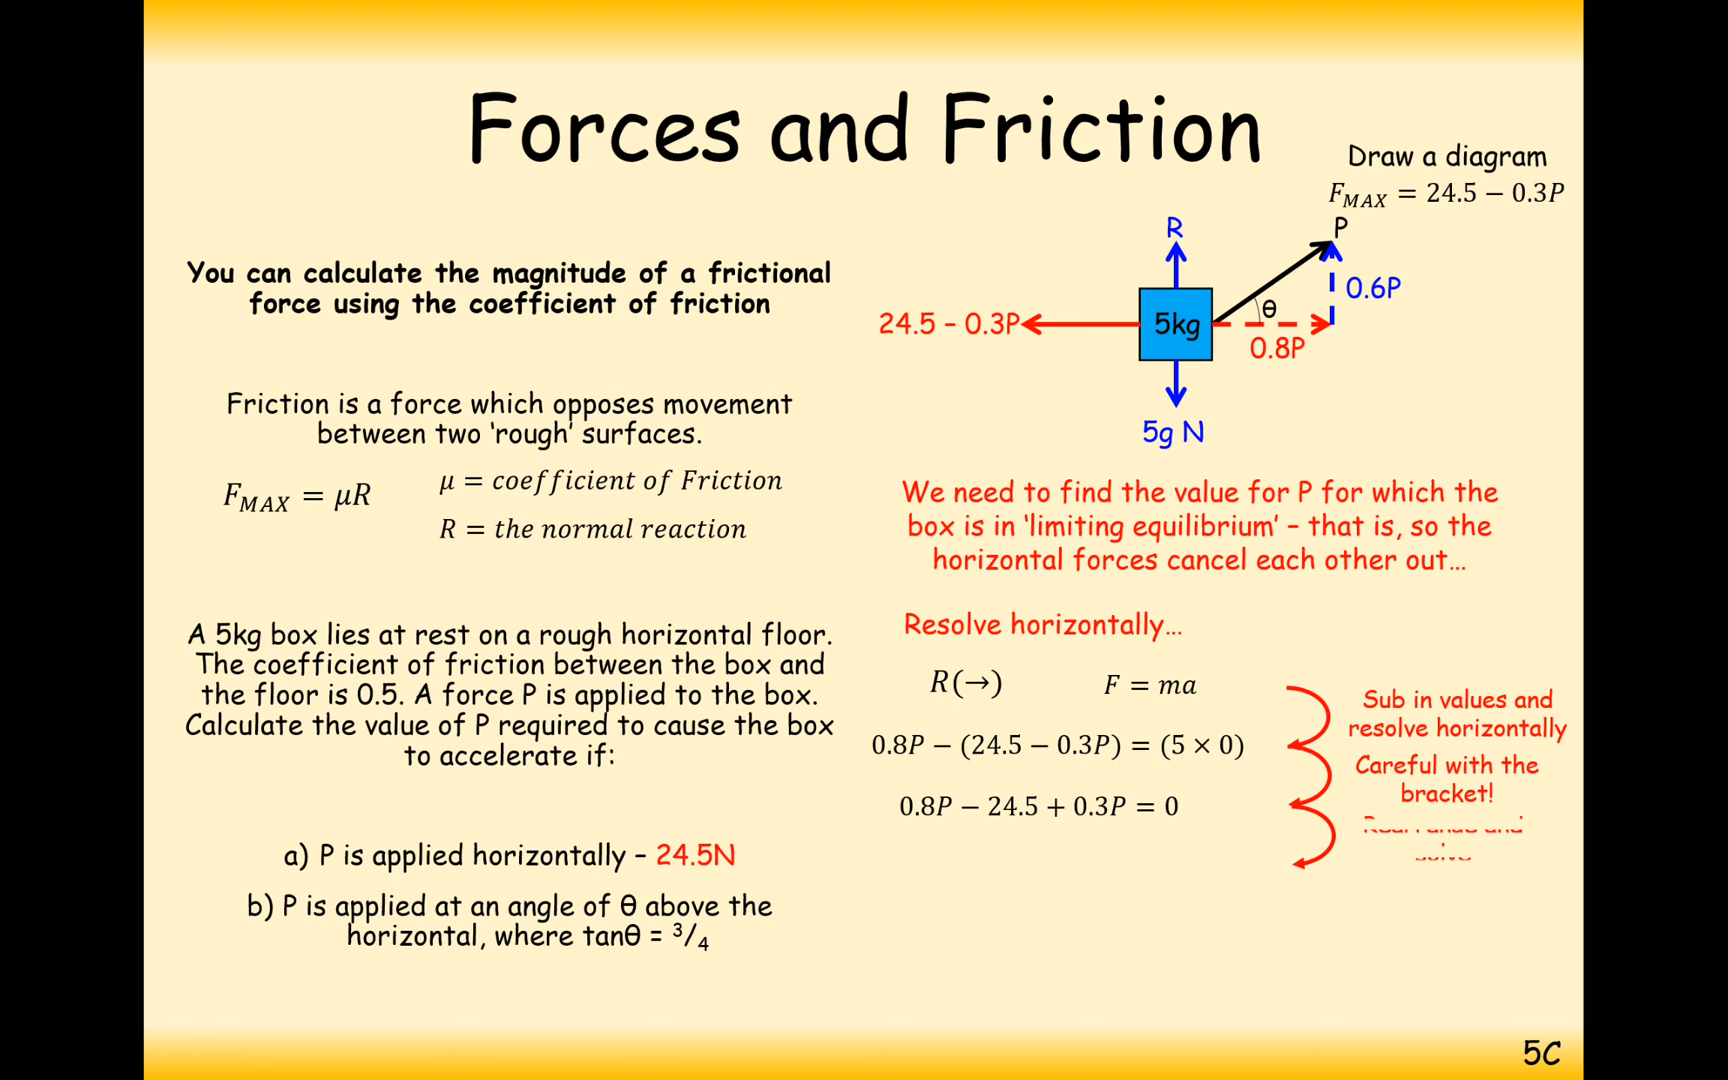 Forces and Friction
You can calculate the magnitude of a frictional
force using the coefficient of friction
Friction is a force which opposes movement
between two ‘rough’ surfaces.
F_MAX = μR
μ = coefficient of Friction
R = the normal reaction
A 5kg box lies at rest on a rough horizontal floor.
The coefficient of friction between the box and
the floor is 0.5. A force P is applied to the box.
Calculate the value of P required to cause the box
to accelerate if:
a) P is applied horizontally – 24.5N
b) P is applied at an angle of θ above the
horizontal, where tanθ = ³/₄
Draw a diagram
F_MAX = 24.5 − 0.3P
R
P
0.6P
θ
24.5 – 0.3P
5kg
0.8P
5g N
We need to find the value for P for which the
box is in ‘limiting equilibrium’ – that is, so the
horizontal forces cancel each other out…
Resolve horizontally…
R(→)
F = ma
0.8P − (24.5 − 0.3P) = (5 × 0)
0.8P − 24.5 + 0.3P = 0
Sub in values and
resolve horizontally
Careful with the
bracket!
5C